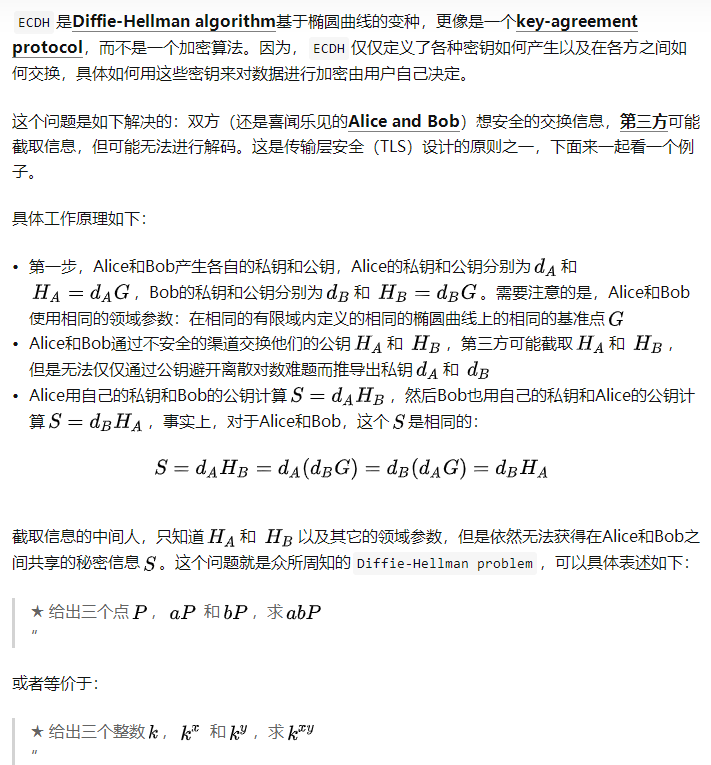 ECDH 是Diffie-Hellman algorithm基于椭圆曲线的变种，更像是一个key-agreement
protocol，而不是一个加密算法。因为， ECDH 仅仅定义了各种密钥如何产生以及在各方之间如
何交换，具体如何用这些密钥来对数据进行加密由用户自己决定。
这个问题是如下解决的：双方（还是喜闻乐见的Alice and Bob）想安全的交换信息，第三方可能
截取信息，但可能无法进行解码。这是传输层安全（TLS）设计的原则之一，下面来一起看一个例
子。
具体工作原理如下：
• 第一步，Alice和Bob产生各自的私钥和公钥，Alice的私钥和公钥分别为 d_A 和
H_A = d_A G ，Bob的私钥和公钥分别为 d_B 和 H_B = d_B G 。需要注意的是，Alice和Bob
使用相同的领域参数：在相同的有限域内定义的相同的椭圆曲线上的相同的基准点 G
• Alice和Bob通过不安全的渠道交换他们的公钥 H_A 和 H_B ，第三方可能截取 H_A 和 H_B ，
但是无法仅仅通过公钥避开离散对数难题而推导出私钥 d_A 和 d_B
• Alice用自己的私钥和Bob的公钥计算 S = d_A H_B ，然后Bob也用自己的私钥和Alice的公钥计
算 S = d_B H_A ，事实上，对于Alice和Bob，这个 S 是相同的：
S = d_A H_B = d_A (d_B G) = d_B (d_A G) = d_B H_A
截取信息的中间人，只知道 H_A 和 H_B 以及其它的领域参数，但是依然无法获得在Alice和Bob之
间共享的秘密信息 S 。这个问题就是众所周知的 Diffie-Hellman problem ，可以具体表述如下：
★ 给出三个点 P ， aP 和 bP ，求 abP
“
或者等价于：
★ 给出三个整数 k ， k^x 和 k^y ，求 k^{xy}
“